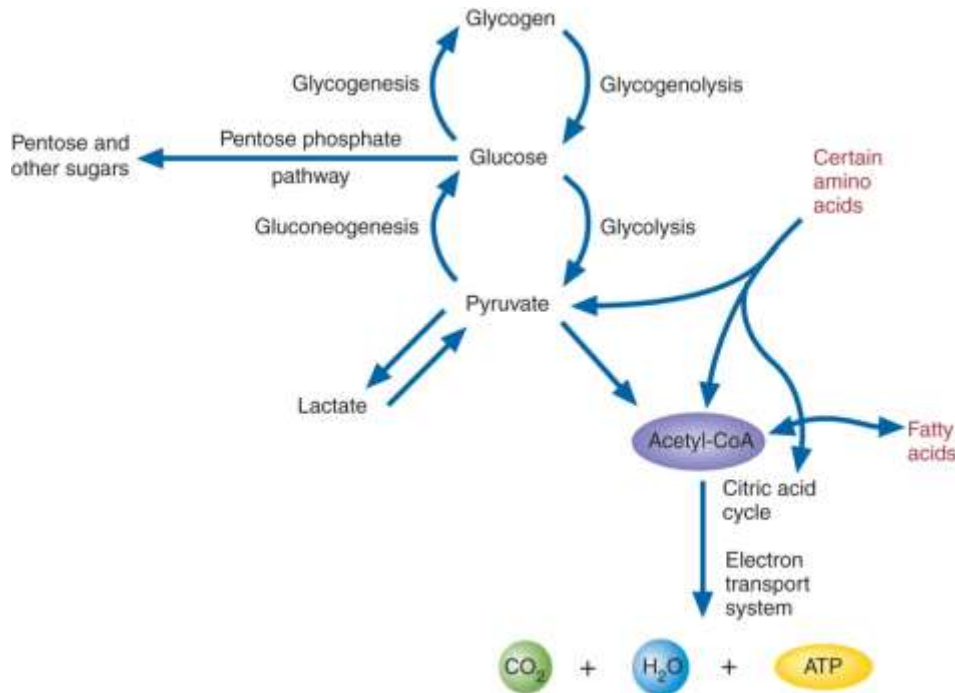 Glycogen
Glycogenesis
Glycogenolysis
Pentose and
other sugars
Pentose phosphate
pathway
Glucose
Certain
amino
acids
Gluconeogenesis
Glycolysis
Pyruvate
Lactate
Acetyl-CoA
Fatty
acids
Citric acid
cycle
Electron
transport
system
CO₂ + H₂O + ATP